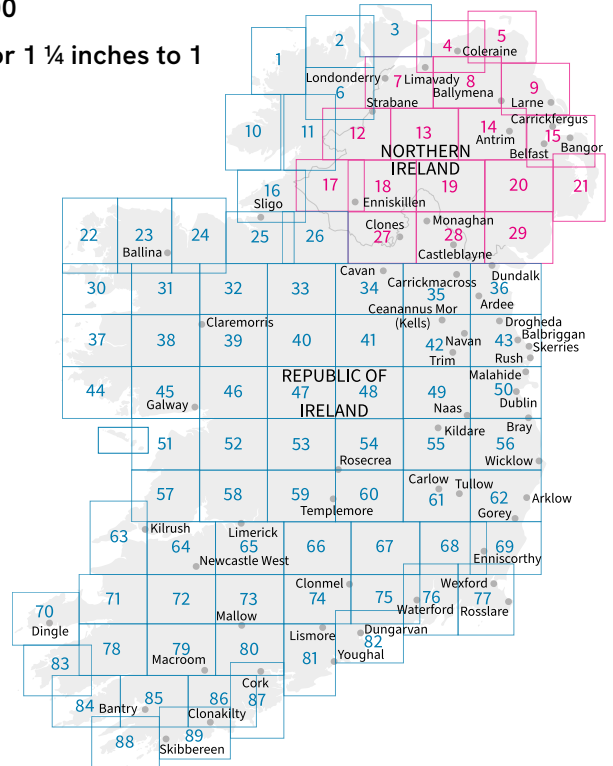 00
or 1 ¼ inches to 1
3
2
4
5
Coleraine
1
Londonderry
7
Limavady
8
6
Ballymena
9
Strabane
Larne
Carrickfergus
10
11
12
13
14
15
Antrim
NORTHERN
Belfast
Bangor
IRELAND
16
17
18
19
20
21
Sligo
Enniskillen
22
23
24
25
26
Clones
Monaghan
27
28
29
Ballina
Castleblayne
Cavan
Dundalk
30
31
32
33
34
Carrickmacross
35
36
Ceanannus Mor
(Kells)
Ardee
Claremorris
Drogheda
37
38
39
40
41
42
Navan
43
Balbriggan
Skerries
Trim
Rush
REPUBLIC OF
Malahide
44
45
46
47
48
49
50
Galway
IRELAND
Naas
Dublin
Kildare
Bray
51
52
53
54
55
56
Rosecrea
Wicklow
57
58
59
60
Carlow
61
Tullow
62
Arklow
Templemore
Gorey
63
Kilrush
Limerick
64
65
66
67
68
69
Newcastle West
Enniscorthy
Clonmel
Wexford
70
71
72
73
74
75
76
77
Mallow
Waterford
Rosslare
Dingle
Lismore
Dungarvan
82
78
79
80
81
Youghal
83
Macroom
Cork
84
Bantry
85
86
87
Clonakilty
88
89
Skibbereen